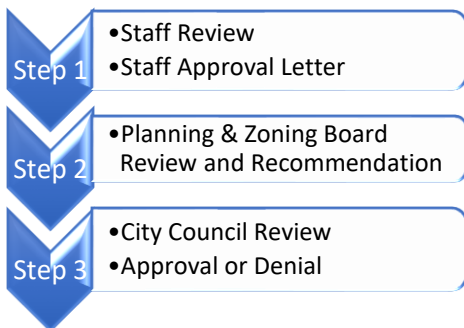 Step 1
•Staff Review
•Staff Approval Letter
Step 2
•Planning & Zoning Board
Review and Recommendation
Step 3
•City Council Review
•Approval or Denial